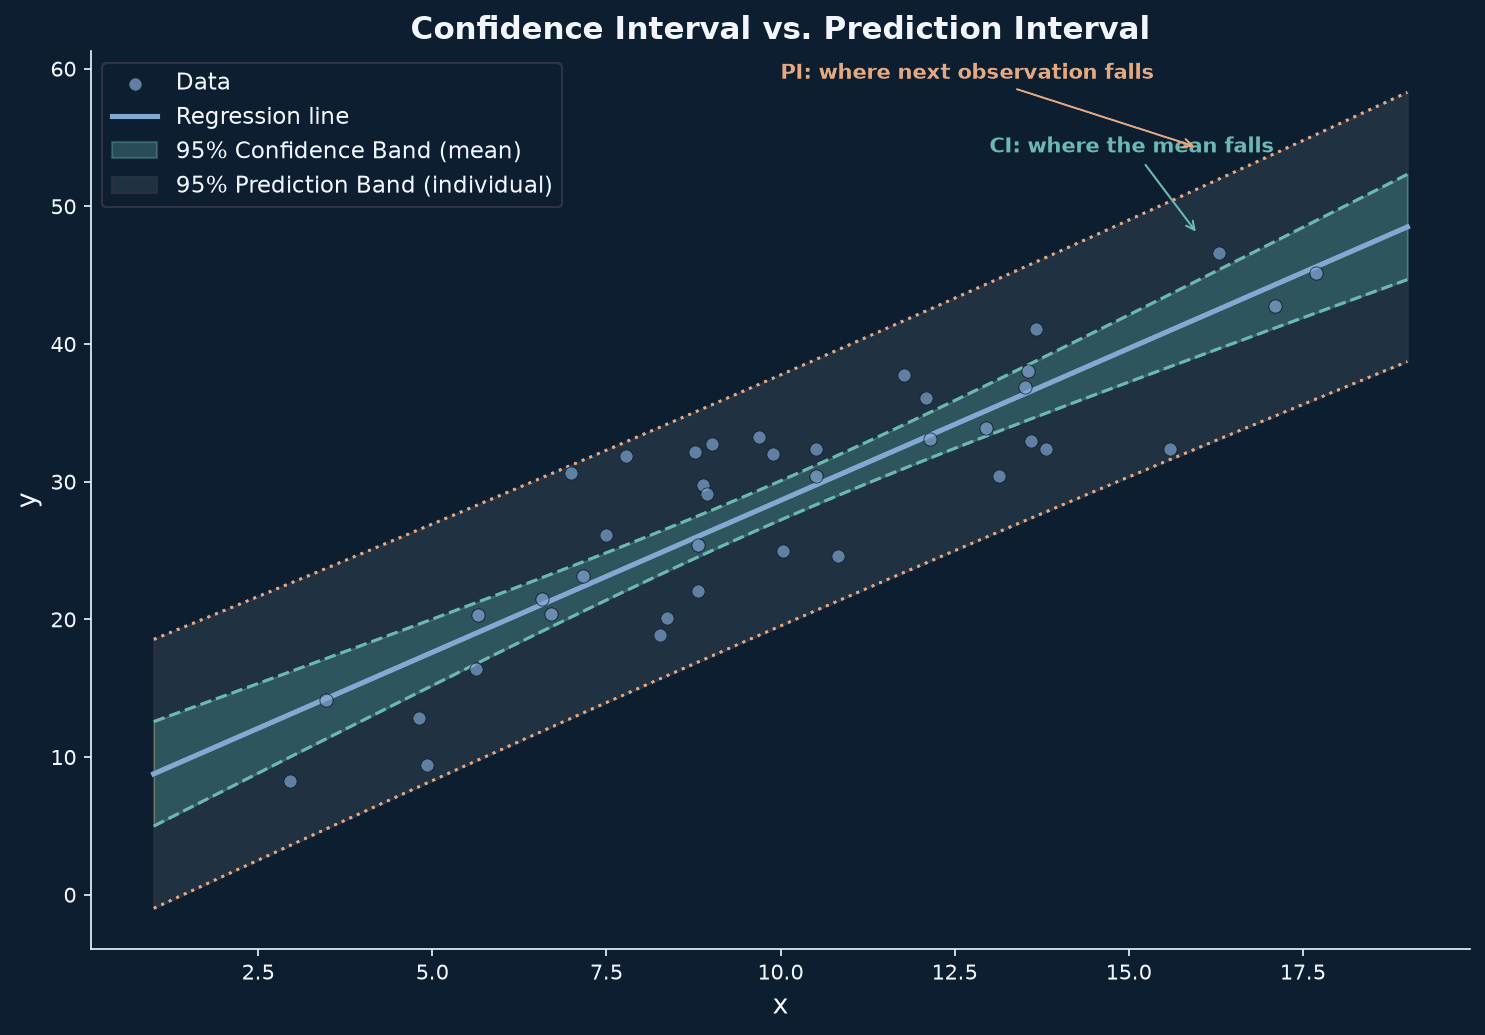 Confidence Interval vs. Prediction Interval
PI: where next observation falls
CI: where the mean falls
Data
Regression line
95% Confidence Band (mean)
95% Prediction Band (individual)
60
50
40
30
20
10
0
y
2.5
5.0
7.5
10.0
12.5
15.0
17.5
x